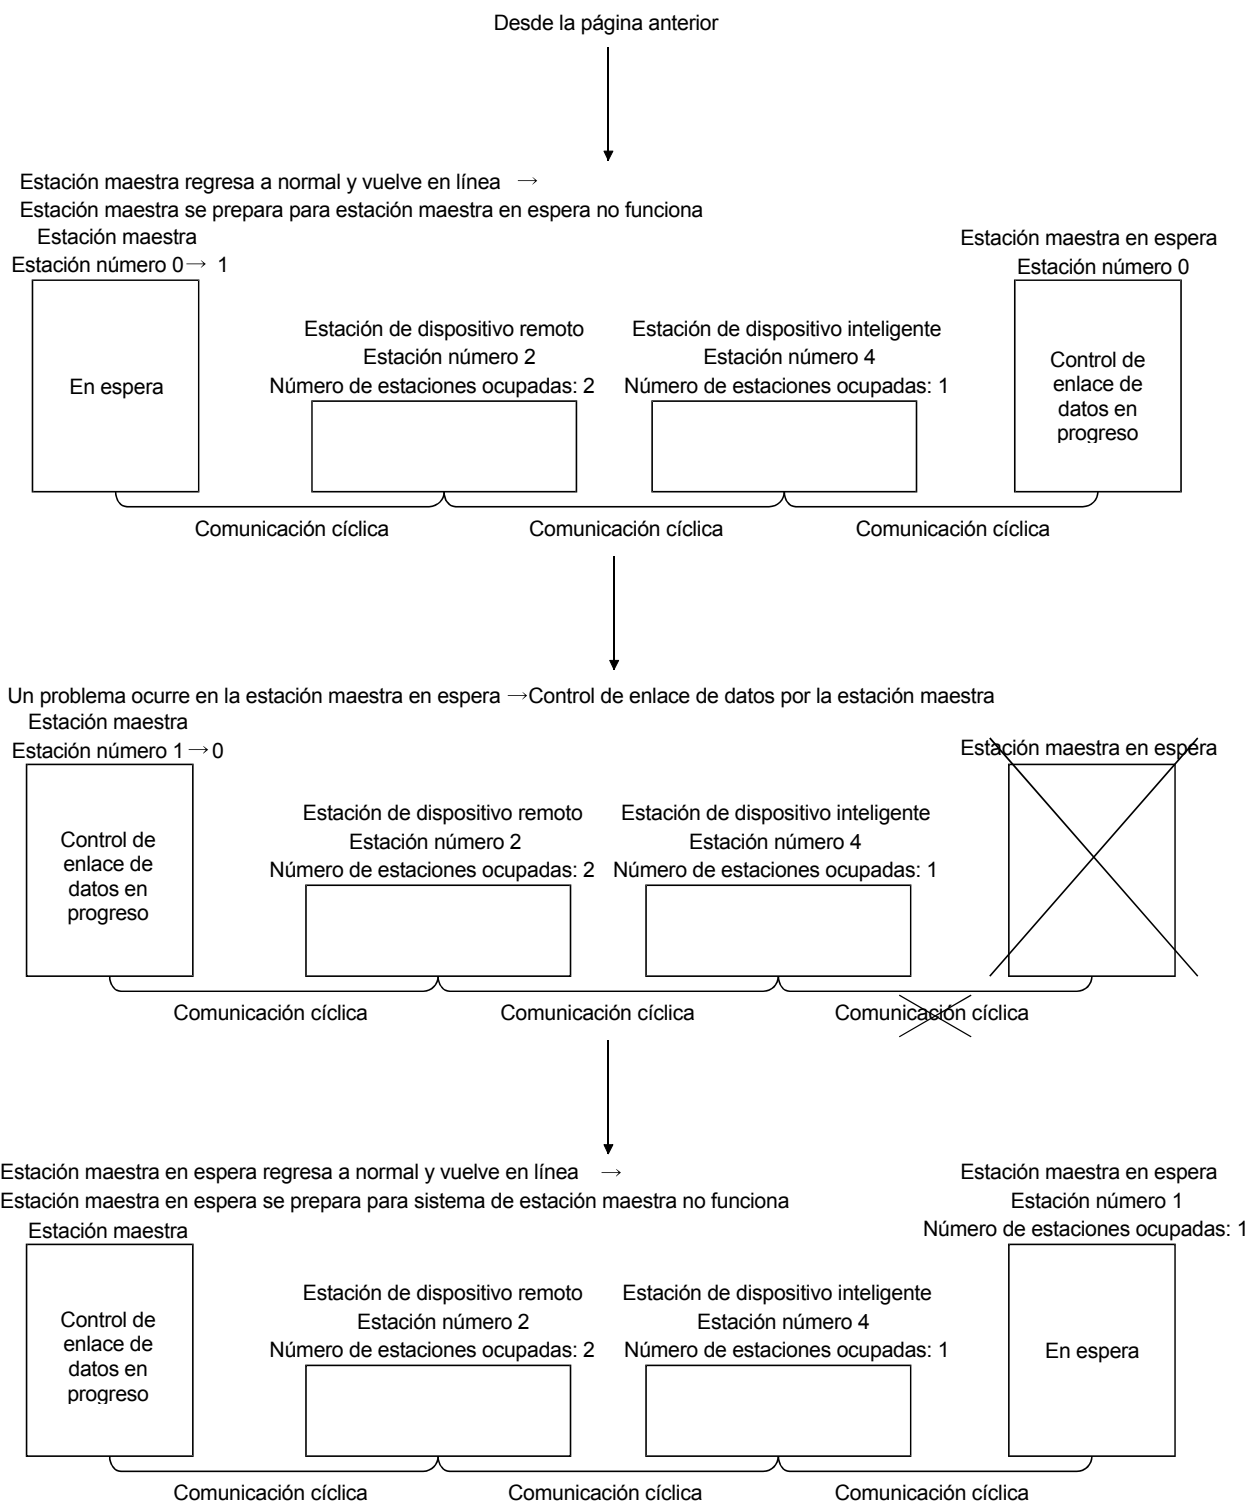 Desde la página anterior
Estación maestra regresa a normal y vuelve en línea →
Estación maestra se prepara para estación maestra en espera no funciona
Estación maestra
Estación número 0→ 1
Estación maestra en espera
Estación número 0
Estación de dispositivo remoto
Estación número 2
Número de estaciones ocupadas: 2
Estación de dispositivo inteligente
Estación número 4
Número de estaciones ocupadas: 1
En espera
Control de
enlace de
datos en
progreso
Comunicación cíclica
Comunicación cíclica
Comunicación cíclica
Un problema ocurre en la estación maestra en espera →Control de enlace de datos por la estación maestra
Estación maestra
Estación número 1→0
Estación maestra en espera
Estación de dispositivo remoto
Estación número 2
Número de estaciones ocupadas: 2
Estación de dispositivo inteligente
Estación número 4
Número de estaciones ocupadas: 1
Control de
enlace de
datos en
progreso
Comunicación cíclica
Comunicación cíclica
Comunicación cíclica
Estación maestra en espera regresa a normal y vuelve en línea →
Estación maestra en espera se prepara para sistema de estación maestra no funciona
Estación maestra
Estación maestra en espera
Estación número 1
Número de estaciones ocupadas: 1
Estación de dispositivo remoto
Estación número 2
Número de estaciones ocupadas: 2
Estación de dispositivo inteligente
Estación número 4
Número de estaciones ocupadas: 1
Control de
enlace de
datos en
progreso
En espera
Comunicación cíclica
Comunicación cíclica
Comunicación cíclica